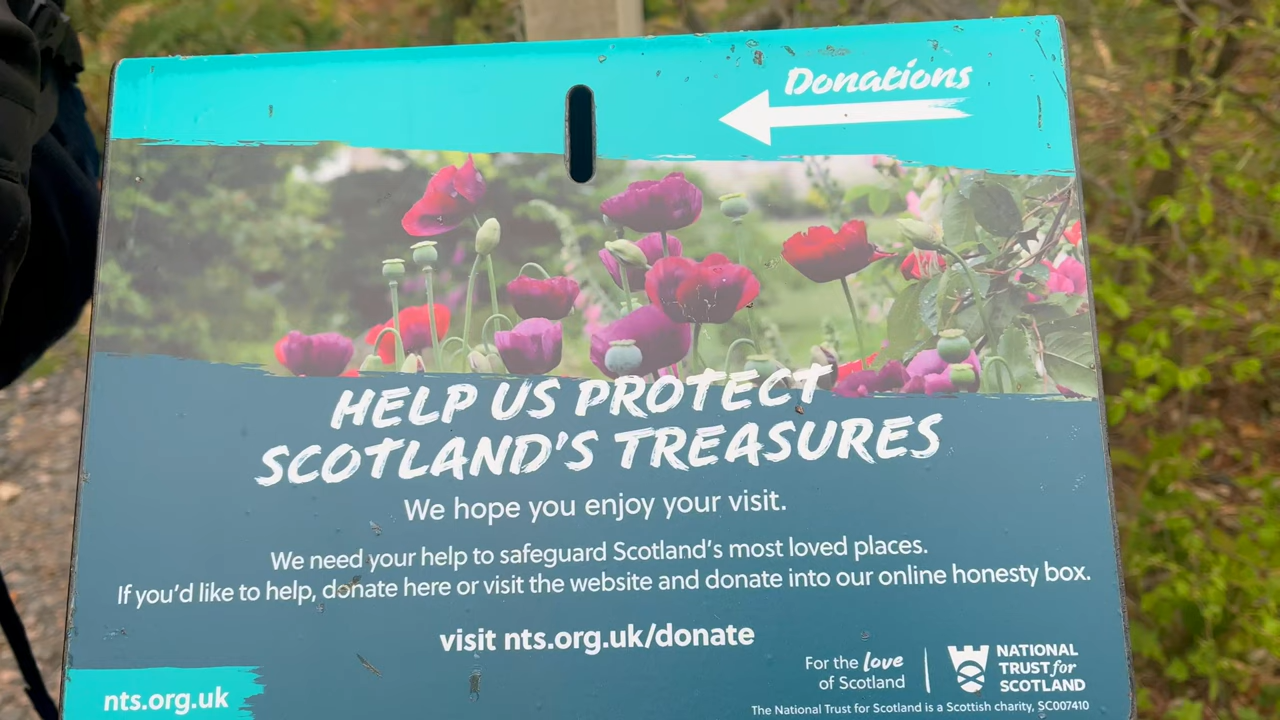 Donations
HELP US PROTECT
SCOTLAND'S TREASURES
We hope you enjoy your visit.
We need your help to safeguard Scotland's most loved places.
If you'd like to help, donate here or visit the website and donate into our online honesty box.
visit nts.org.uk/donate
For the love
of Scotland
NATIONAL
TRUST for
SCOTLAND
nts.org.uk
The National Trust for Scotland is a Scottish charity, SC007410